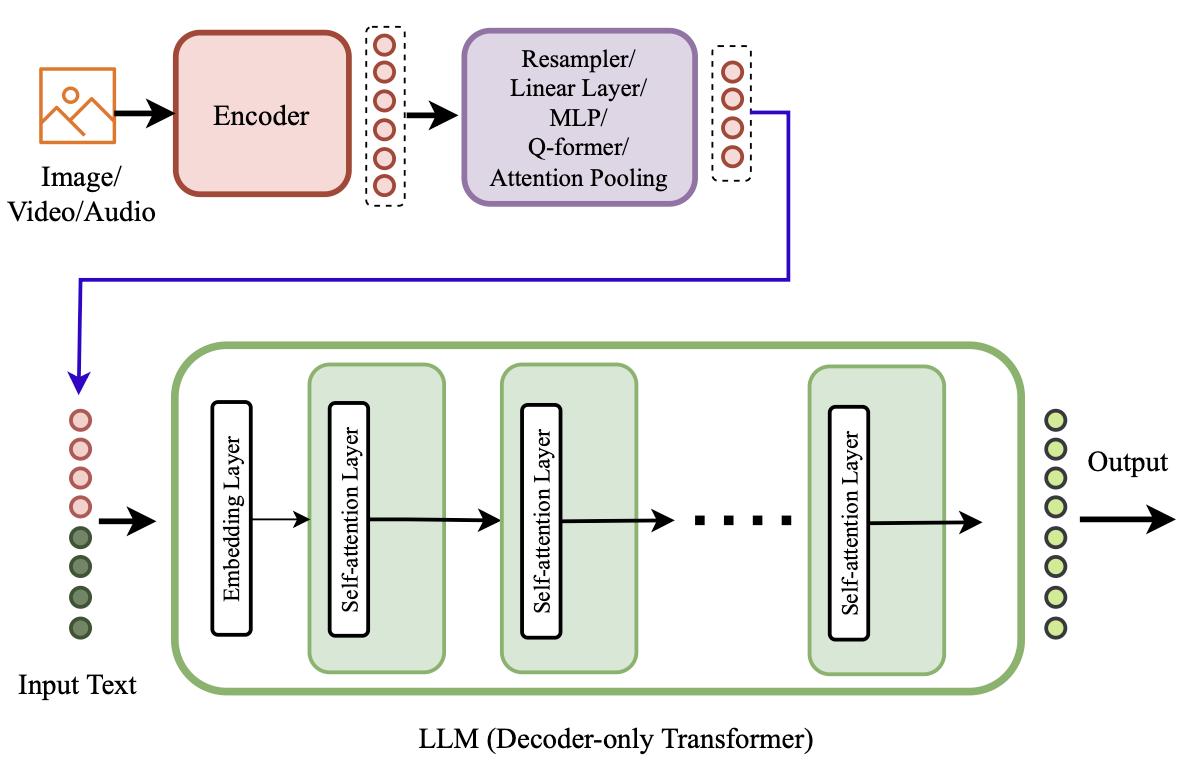 Image/
Video/Audio
Encoder
Resampler/
Linear Layer/
MLP/
Q-former/
Attention Pooling
Input Text
Embedding Layer
Self-attention Layer
Self-attention Layer
Self-attention Layer
Output
LLM (Decoder-only Transformer)